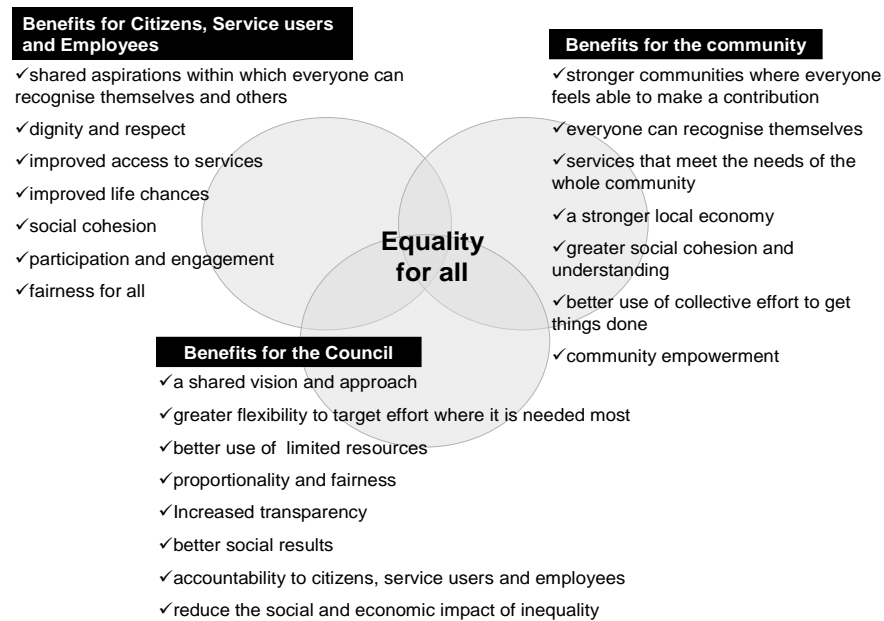 Benefits for Citizens, Service users
and Employees
✓shared aspirations within which everyone can
recognise themselves and others
✓dignity and respect
✓improved access to services
✓improved life chances
✓social cohesion
✓participation and engagement
✓fairness for all
Benefits for the community
✓stronger communities where everyone
feels able to make a contribution
✓everyone can recognise themselves
✓services that meet the needs of the
whole community
✓a stronger local economy
✓greater social cohesion and
understanding
✓better use of collective effort to get
things done
✓community empowerment
Equality
for all
Benefits for the Council
✓a shared vision and approach
✓greater flexibility to target effort where it is needed most
✓better use of  limited resources
✓proportionality and fairness
✓Increased transparency
✓better social results
✓accountability to citizens, service users and employees
✓reduce the social and economic impact of inequality